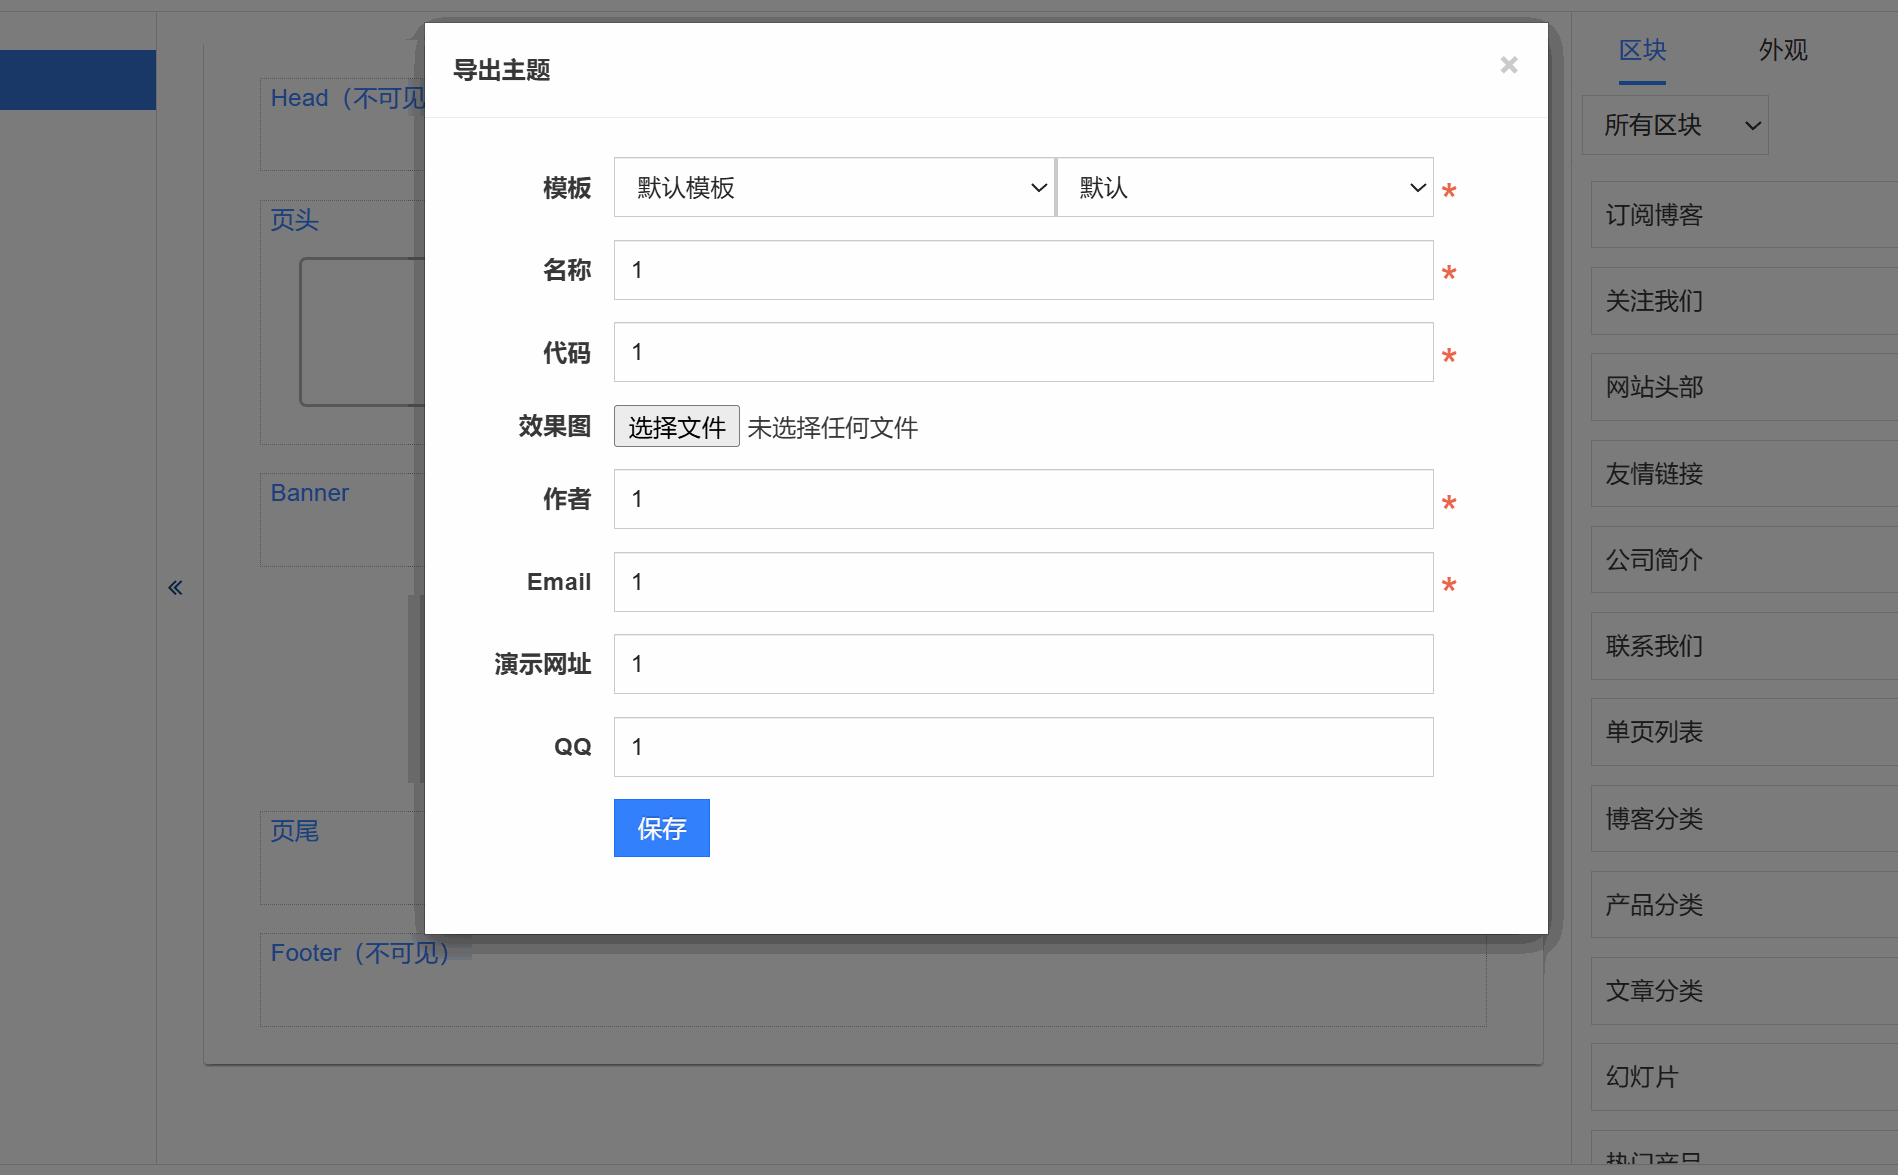 导出主题
×
模板
默认模板
默认
*
名称
1
*
代码
1
*
效果图
选择文件 未选择任何文件
作者
1
*
Email
1
*
演示网址
1
QQ
1
保存
Head（不可见
页头
Banner
页尾
Footer（不可见）
«
区块
外观
所有区块
订阅博客
关注我们
网站头部
友情链接
公司简介
联系我们
单页列表
博客分类
产品分类
文章分类
幻灯片
热门产品